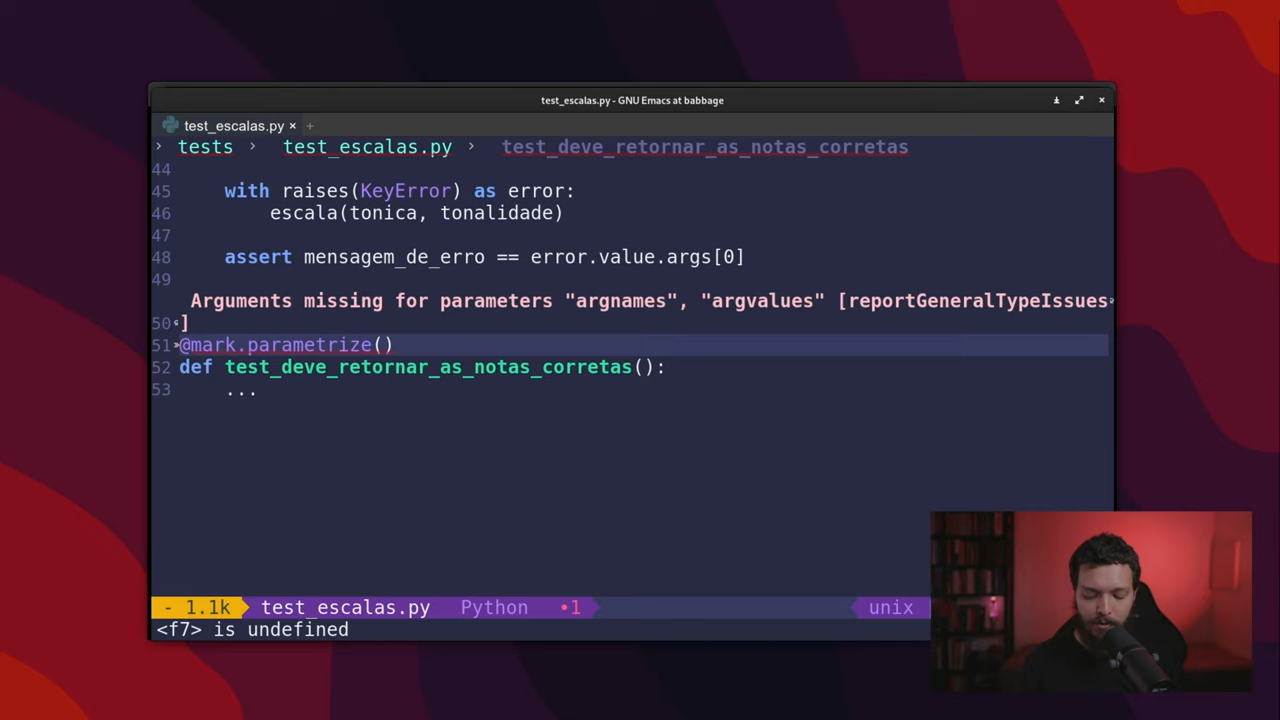 test_escalas.py - GNU Emacs at babbage
test_escalas.py × +
› tests › test_escalas.py › test_deve_retornar_as_notas_corretas
44
45 with raises(KeyError) as error:
46 escala(tonica, tonalidade)
47
48 assert mensagem_de_erro == error.value.args[0]
49
Arguments missing for parameters "argnames", "argvalues" [reportGeneralTypeIssues
50 ]
51 @mark.parametrize()
52 def test_deve_retornar_as_notas_corretas():
53 ...
- 1.1k test_escalas.py Python •1 unix
<f7> is undefined